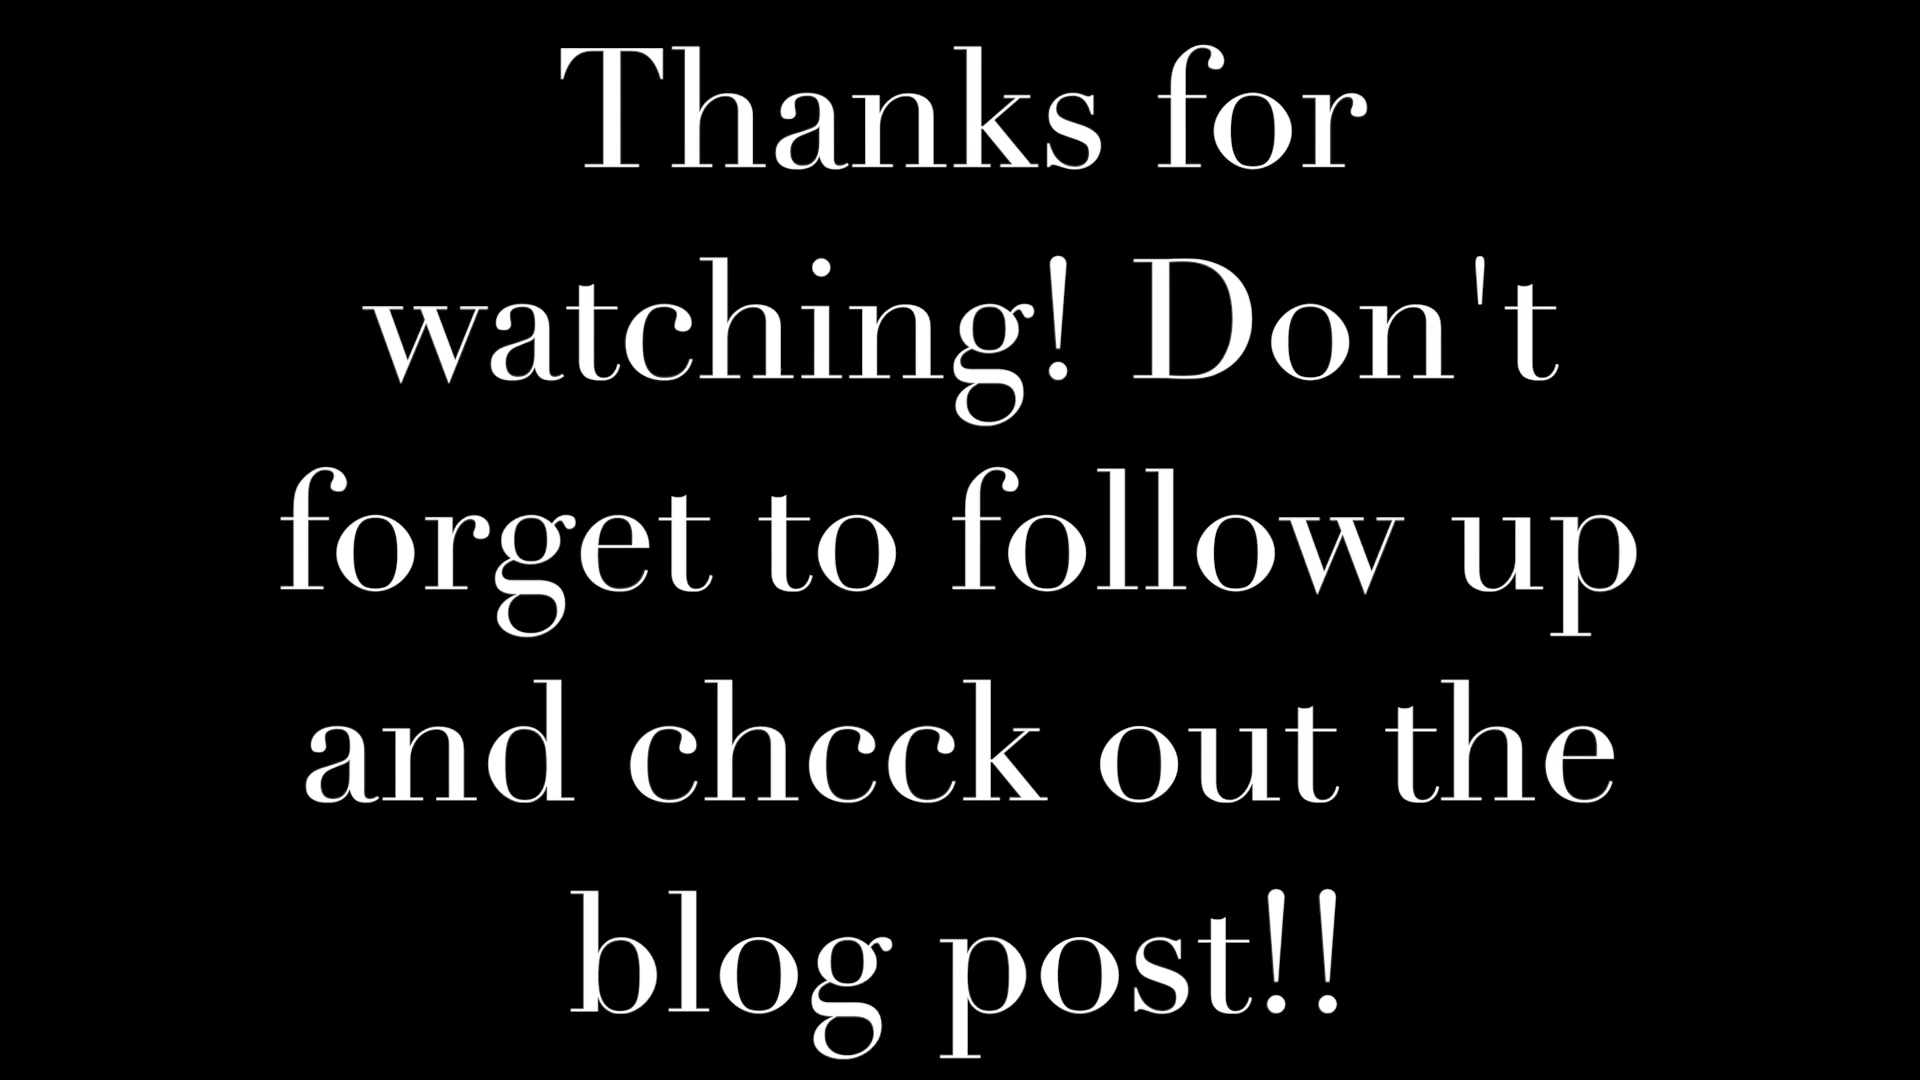 Thanks for
watching! Don't
forget to follow up
and chcck out the
blog post!!